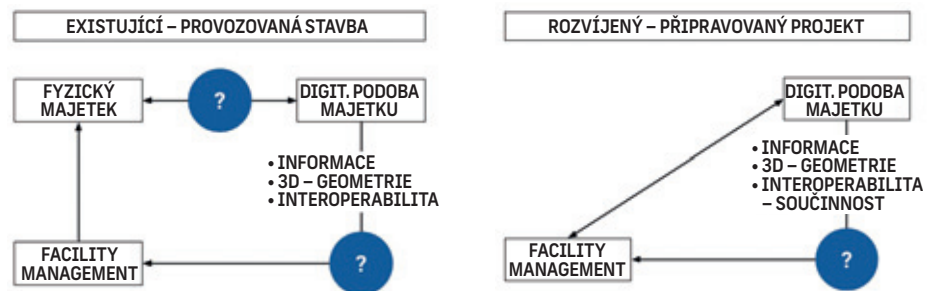 EXISTUJÍCÍ – PROVOZOVANÁ STAVBA
FYZICKÝ
MAJETEK
?
DIGIT. PODOBA
MAJETKU
• INFORMACE
• 3D – GEOMETRIE
• INTEROPERABILITA
FACILITY
MANAGEMENT
?
ROZVÍJENÝ – PŘIPRAVOVANÝ PROJEKT
DIGIT. PODOBA
MAJETKU
• INFORMACE
• 3D – GEOMETRIE
• INTEROPERABILITA
– SOUČINNOST
FACILITY
MANAGEMENT
?